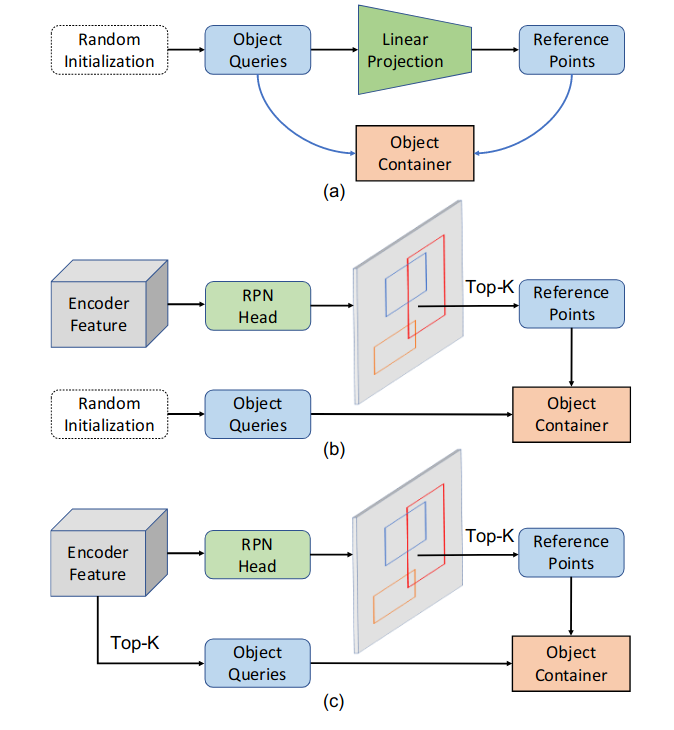 Random
Initialization
Object
Queries
Linear
Projection
Reference
Points
Object
Container
(a)
Encoder
Feature
RPN
Head
Top-K
Reference
Points
Random
Initialization
Object
Queries
Object
Container
(b)
Encoder
Feature
RPN
Head
Top-K
Reference
Points
Top-K
Object
Queries
Object
Container
(c)